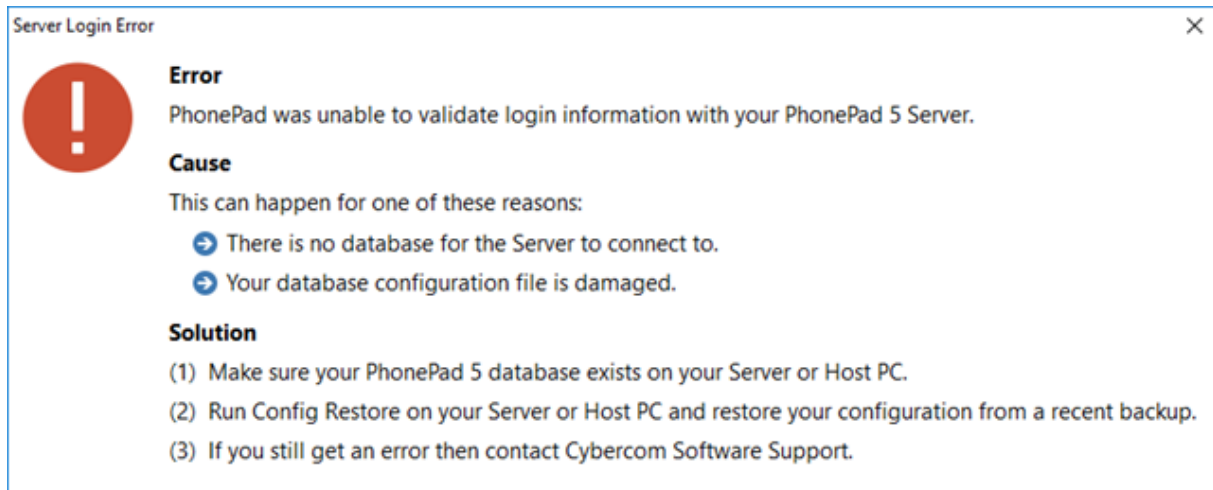 Server Login Error
Error
PhonePad was unable to validate login information with your PhonePad 5 Server.
Cause
This can happen for one of these reasons:
There is no database for the Server to connect to.
Your database configuration file is damaged.
Solution
(1) Make sure your PhonePad 5 database exists on your Server or Host PC.
(2) Run Config Restore on your Server or Host PC and restore your configuration from a recent backup.
(3) If you still get an error then contact Cybercom Software Support.